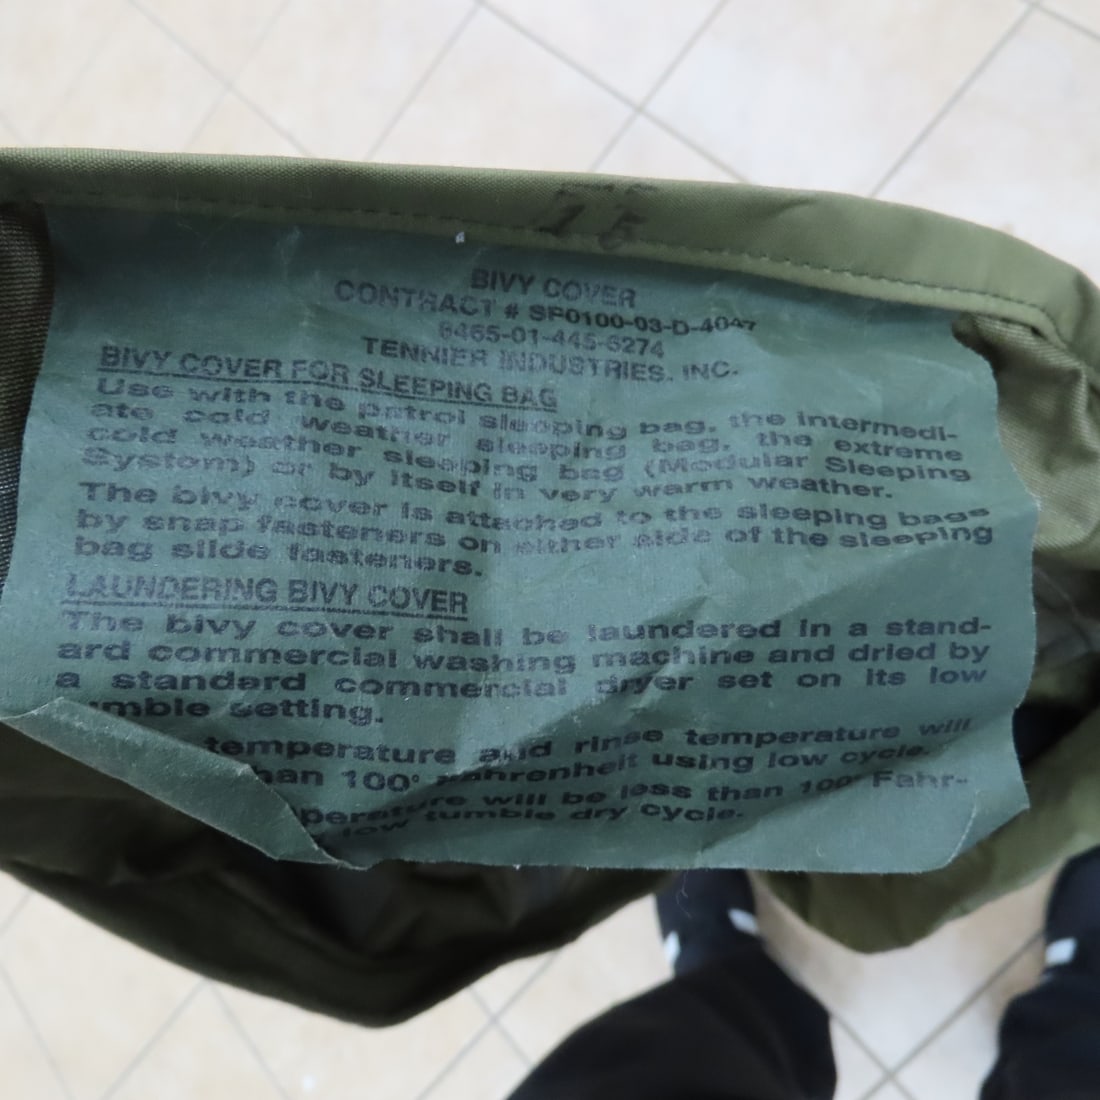 15
BIVY COVER
CONTRACT # SP0100-03-D-4047
8465-01-445-6274
TENNIER INDUSTRIES, INC.
BIVY COVER FOR SLEEPING BAG
Use with the patrol sleeping bag, the intermedi-
ate cold weather sleeping bag, the extreme
cold weather sleeping bag (Modular Sleeping
System) or by itself in very warm weather.
The bivy cover is attached to the sleeping bags
by snap fasteners on either side of the sleeping
bag slide fasteners.
LAUNDERING BIVY COVER
The bivy cover shall be laundered in a stand-
ard commercial washing machine and dried by
a standard commercial dryer set on its low
umble setting.
temperature and rinse temperature will
han 100° Fahrenheit using low cycle.
perature will be less than 100° Fahr-
low tumble dry cycle.